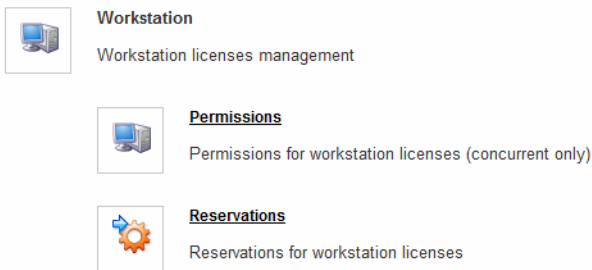 Workstation
Workstation licenses management
Permissions
Permissions for workstation licenses (concurrent only)
Reservations
Reservations for workstation licenses